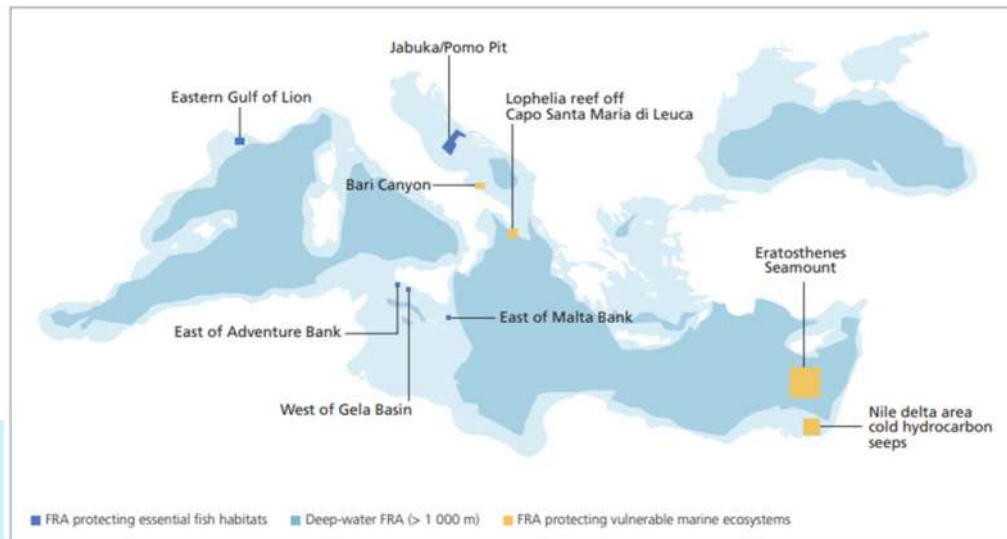 Jabuka/Pomo Pit
Eastern Gulf of Lion
Lophelia reef off
Capo Santa Maria di Leuca
Bari Canyon
Eratosthenes
Seamount
East of Adventure Bank
East of Malta Bank
West of Gela Basin
Nile delta area
cold hydrocarbon
seeps
FRA protecting essential fish habitats
Deep-water FRA (> 1 000 m)
FRA protecting vulnerable marine ecosystems